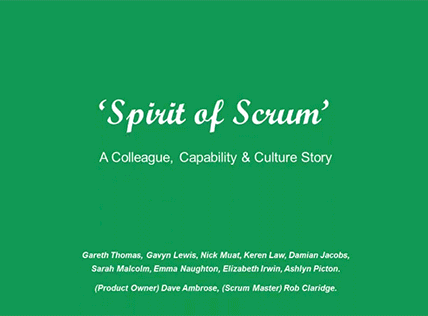 ‘Spirit of Scrum’
A Colleague, Capability & Culture Story
Gareth Thomas, Gavyn Lewis, Nick Muat, Keren Law, Damian Jacobs,
Sarah Malcolm, Emma Naughton, Elizabeth Irwin, Ashlyn Picton.
(Product Owner) Dave Ambrose, (Scrum Master) Rob Claridge.